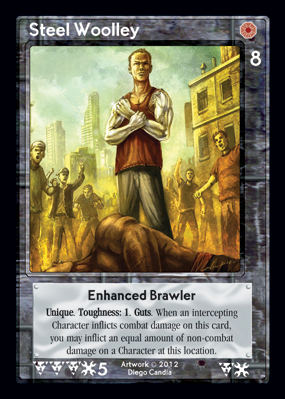 Steel Woolley
8
Enhanced Brawler
Unique. Toughness: 1. Guts. When an intercepting
Character inflicts combat damage on this card,
you may inflict an equal amount of non-combat
damage on a Character at this location.
5
Artwork © 2012
Diego Candia